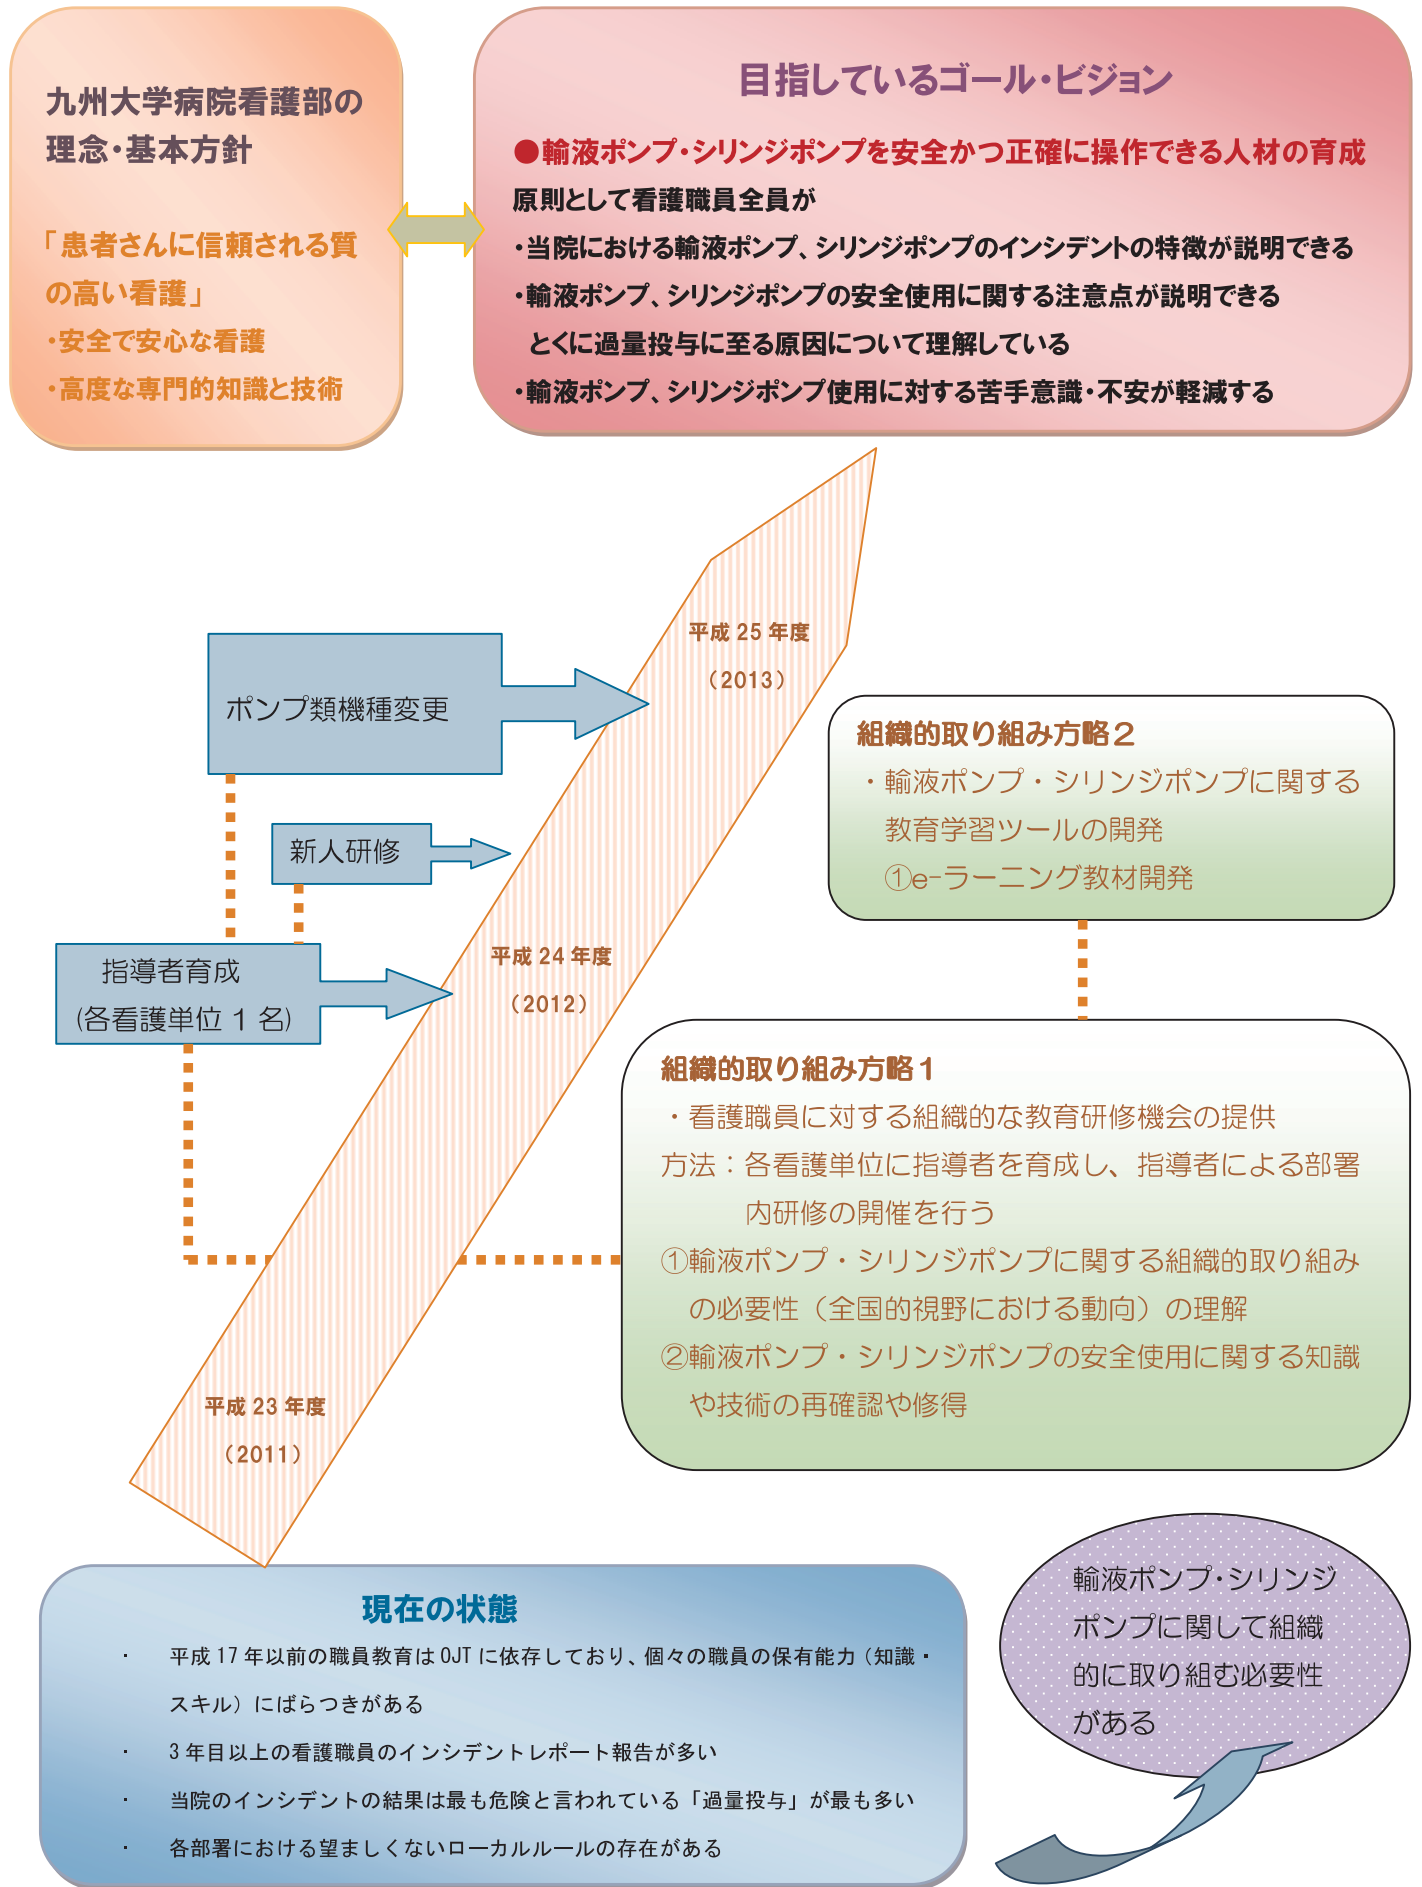 九州大学病院看護部の
理念・基本方針
「患者さんに信頼される質
の高い看護」
・安全で安心な看護
・高度な専門的知識と技術
目指しているゴール・ビジョン
●輸液ポンプ・シリンジポンプを安全かつ正確に操作できる人材の育成
原則として看護職員全員が
・当院における輸液ポンプ、シリンジポンプのインシデントの特徴が説明できる
・輸液ポンプ、シリンジポンプの安全使用に関する注意点が説明できる
とくに過量投与に至る原因について理解している
・輸液ポンプ、シリンジポンプ使用に対する苦手意識・不安が軽減する
平成 25 年度
（2013）
ポンプ類機種変更
組織的取り組み方略２
・輸液ポンプ・シリンジポンプに関する
教育学習ツールの開発
①e-ラーニング教材開発
新人研修
平成 24 年度
（2012）
指導者育成
(各看護単位 1 名)
組織的取り組み方略１
・看護職員に対する組織的な教育研修機会の提供
方法：各看護単位に指導者を育成し、指導者による部署
内研修の開催を行う
①輸液ポンプ・シリンジポンプに関する組織的取り組み
の必要性（全国的視野における動向）の理解
②輸液ポンプ・シリンジポンプの安全使用に関する知識
や技術の再確認や修得
平成 23 年度
（2011）
現在の状態
・ 平成 17 年以前の職員教育は OJT に依存しており、個々の職員の保有能力（知識・
スキル）にばらつきがある
・ 3 年目以上の看護職員のインシデントレポート報告が多い
・ 当院のインシデントの結果は最も危険と言われている「過量投与」が最も多い
・ 各部署における望ましくないローカルルールの存在がある
輸液ポンプ・シリンジ
ポンプに関して組織
的に取り組む必要性
がある